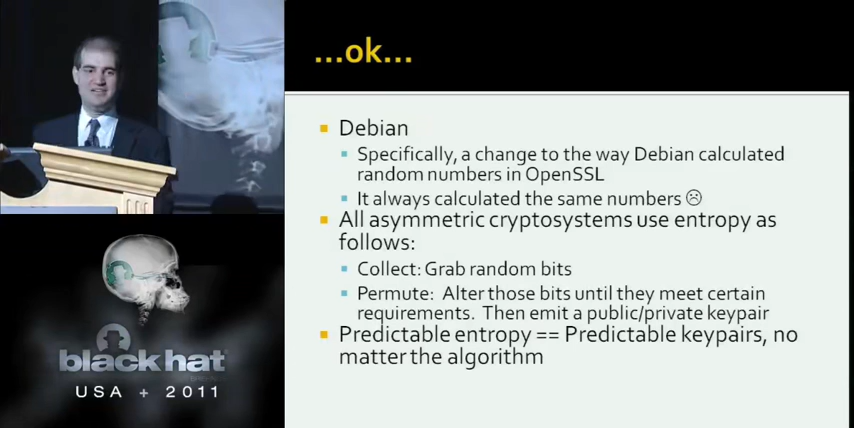 ...ok...
Debian
Specifically, a change to the way Debian calculated
random numbers in OpenSSL
It always calculated the same numbers ☹
All asymmetric cryptosystems use entropy as
follows:
Collect: Grab random bits
Permute: Alter those bits until they meet certain
requirements. Then emit a public/private keypair
Predictable entropy == Predictable keypairs, no
matter the algorithm
black hat
USA + 2011